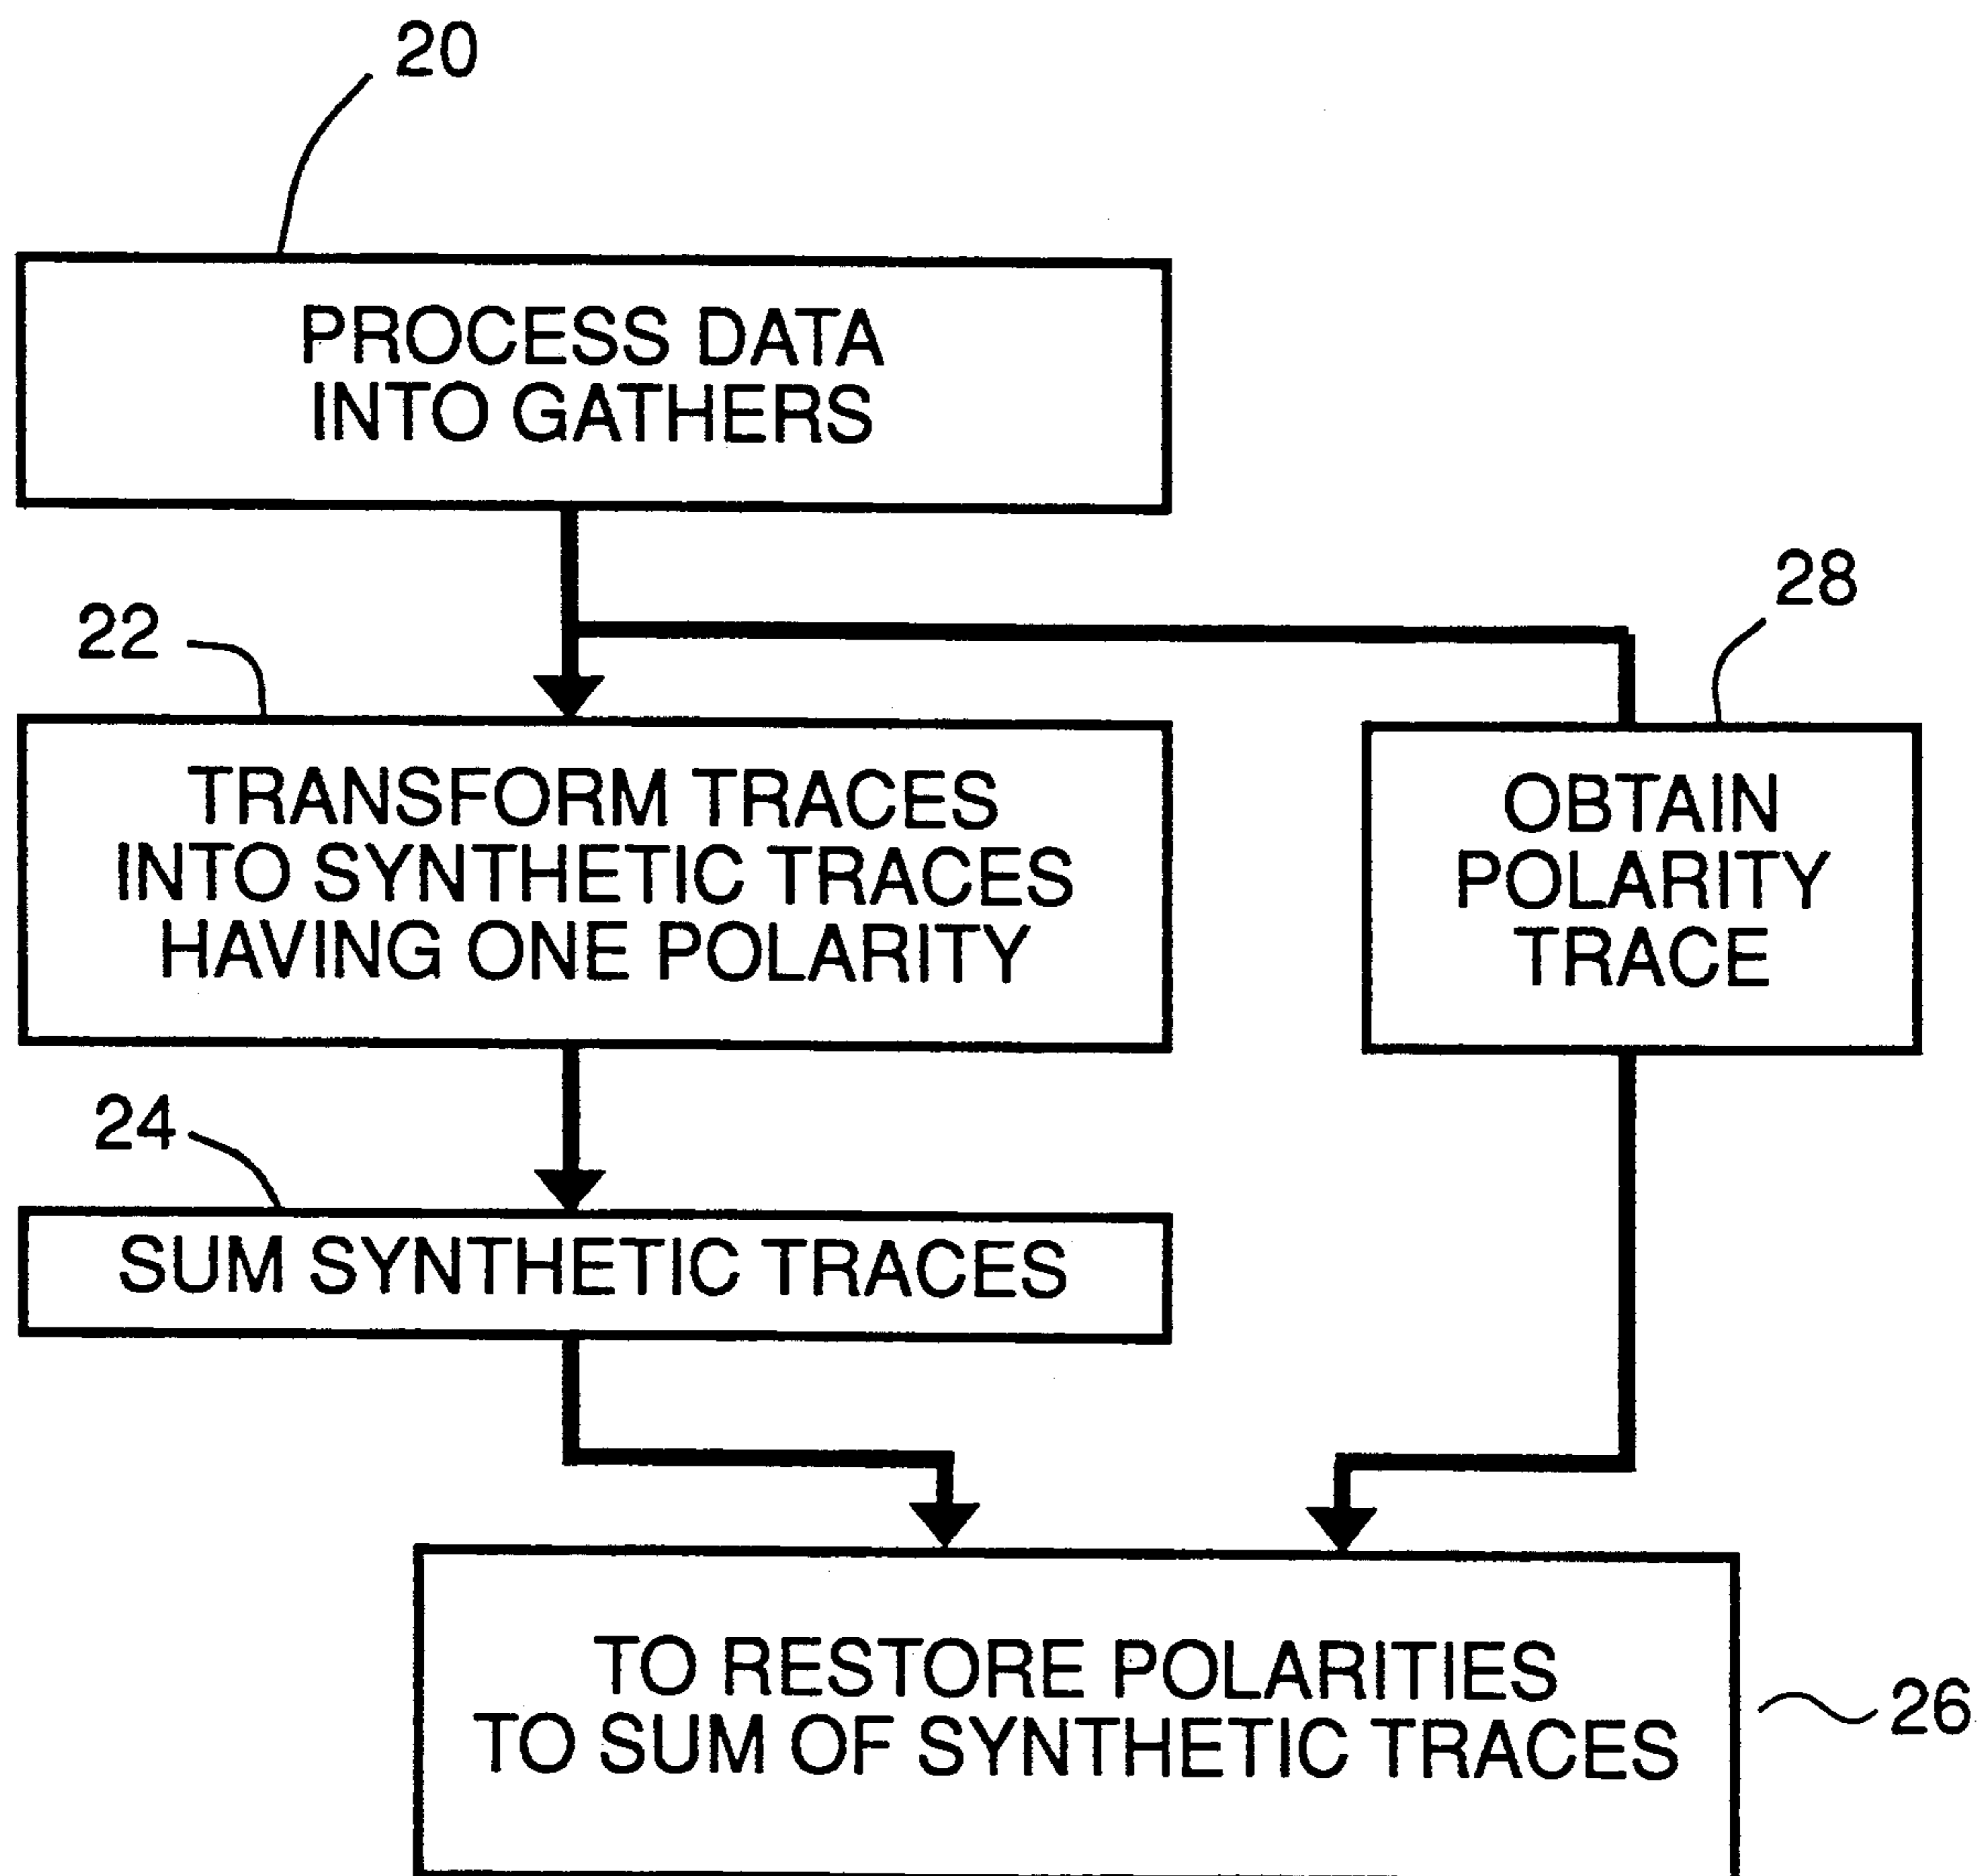 20
PROCESS DATA
INTO GATHERS
22
28
TRANSFORM TRACES
INTO SYNTHETIC TRACES
HAVING ONE POLARITY
OBTAIN
POLARITY
TRACE
24
SUM SYNTHETIC TRACES
TO RESTORE POLARITIES
TO SUM OF SYNTHETIC TRACES
26